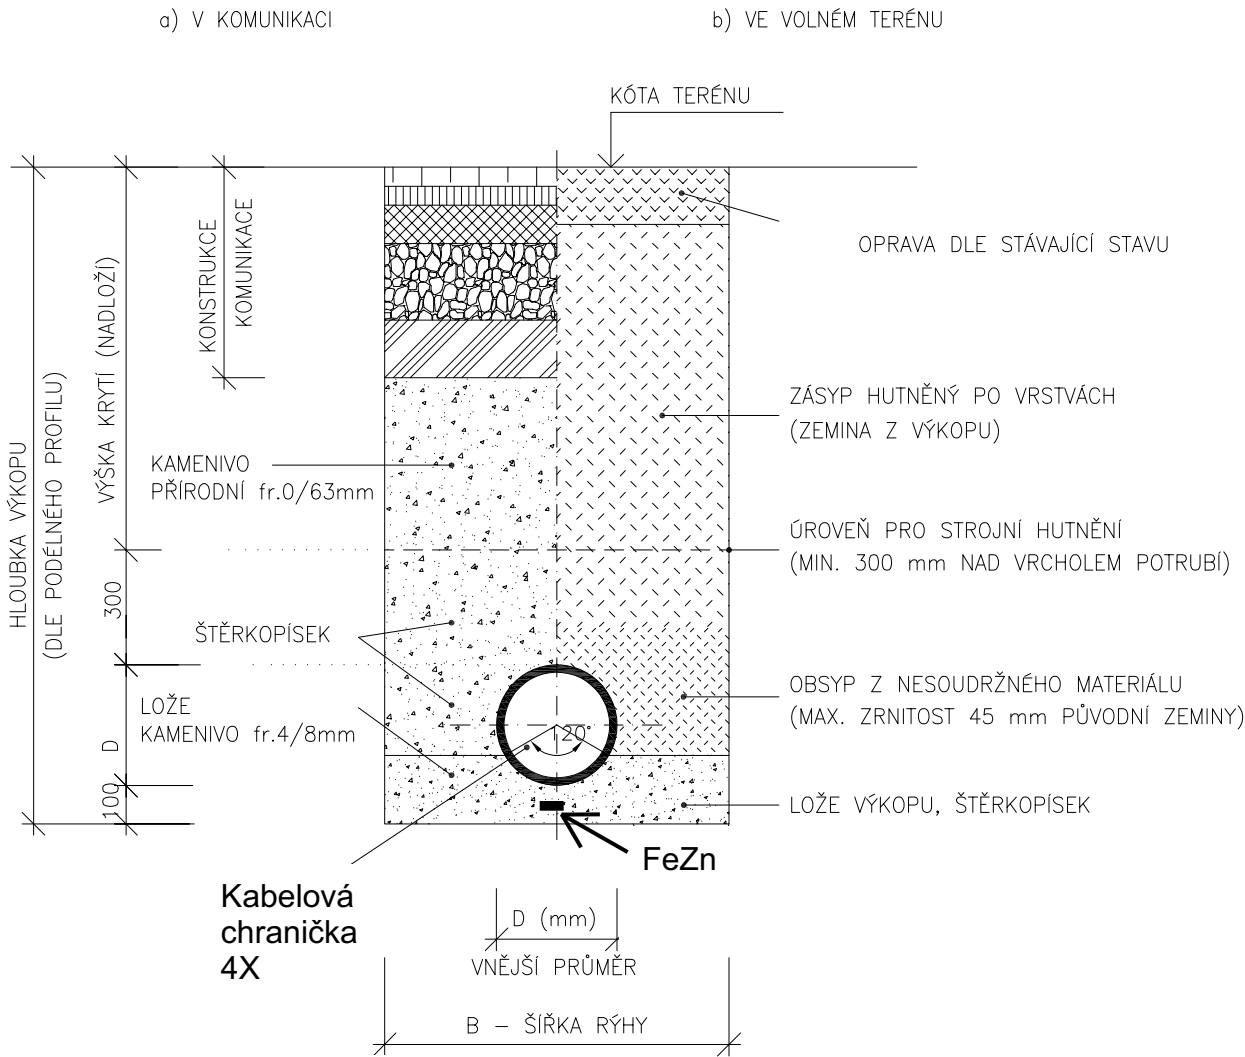 a) V KOMUNIKACI
b) VE VOLNÉM TERÉNU
KÓTA TERÉNU
KONSTRUKCE
KOMUNIKACE
OPRAVA DLE STÁVAJÍCÍ STAVU
HLOUBKA VÝKOPU
(DLE PODÉLNÉHO PROFILU)
VÝŠKA KRYTÍ (NADLOŽÍ)
ZÁSYP HUTNĚNÝ PO VRSTVÁCH
(ZEMINA Z VÝKOPU)
KAMENIVO
PŘÍRODNÍ fr.0/63mm
ÚROVEŇ PRO STROJNÍ HUTNĚNÍ
(MIN. 300 mm NAD VRCHOLEM POTRUBÍ)
300
ŠTĚRKOPÍSEK
OBSYP Z NESOUDRŽNÉHO MATERIÁLU
(MAX. ZRNITOST 45 mm PŮVODNÍ ZEMINY)
LOŽE
KAMENIVO fr.4/8mm
D
120°
100
LOŽE VÝKOPU, ŠTĚRKOPÍSEK
FeZn
Kabelová
chranička
4X
D (mm)
VNĚJŠÍ PRŮMĚR
B – ŠÍŘKA RÝHY